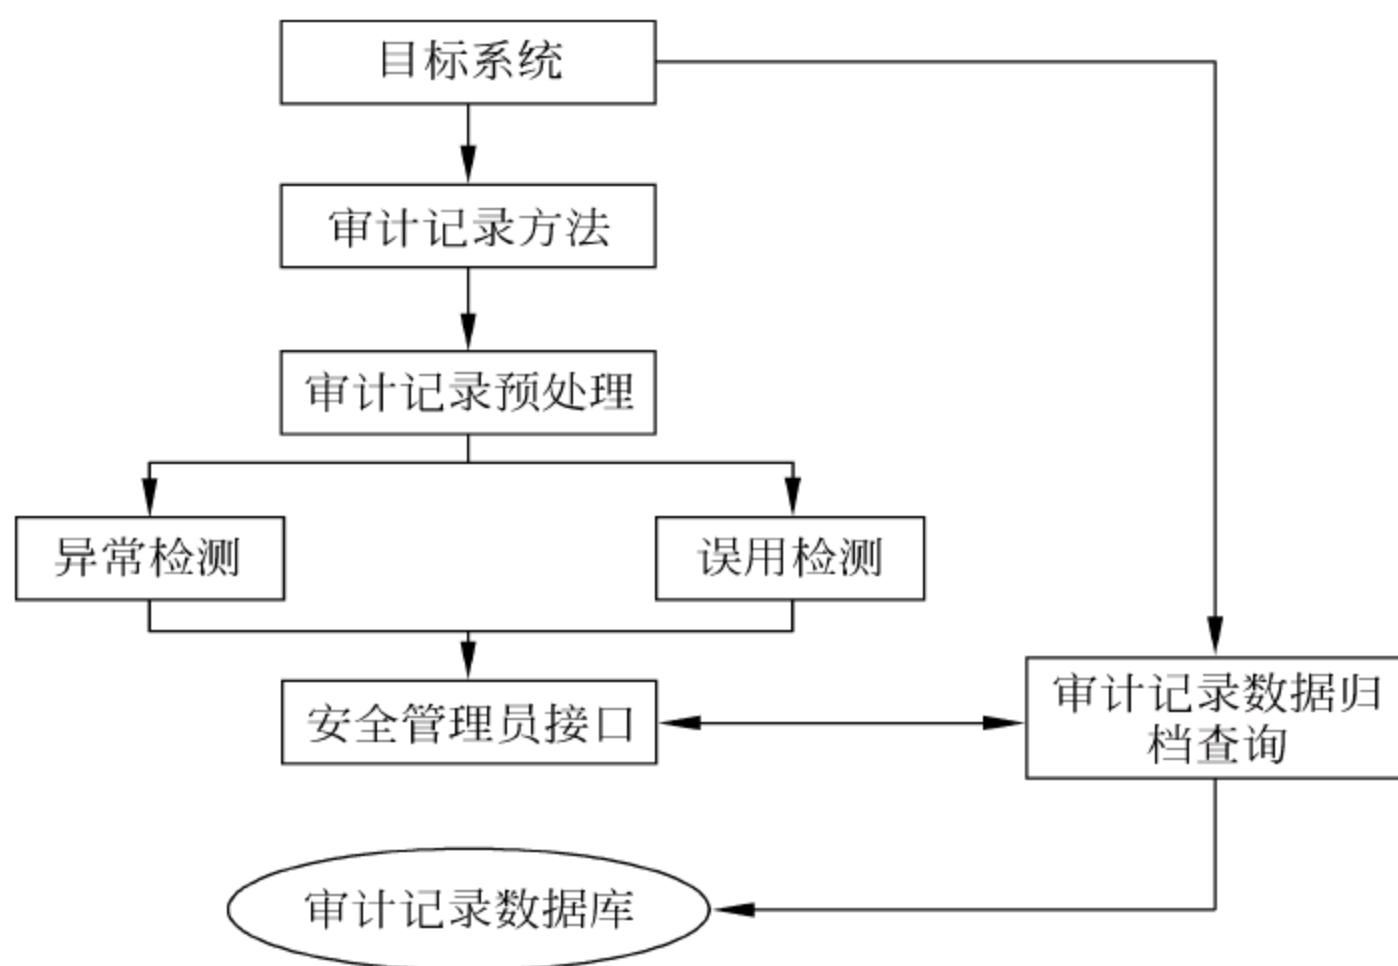 目标系统
审计记录方法
审计记录预处理
异常检测
误用检测
安全管理员接口
审计记录数据归
档查询
审计记录数据库